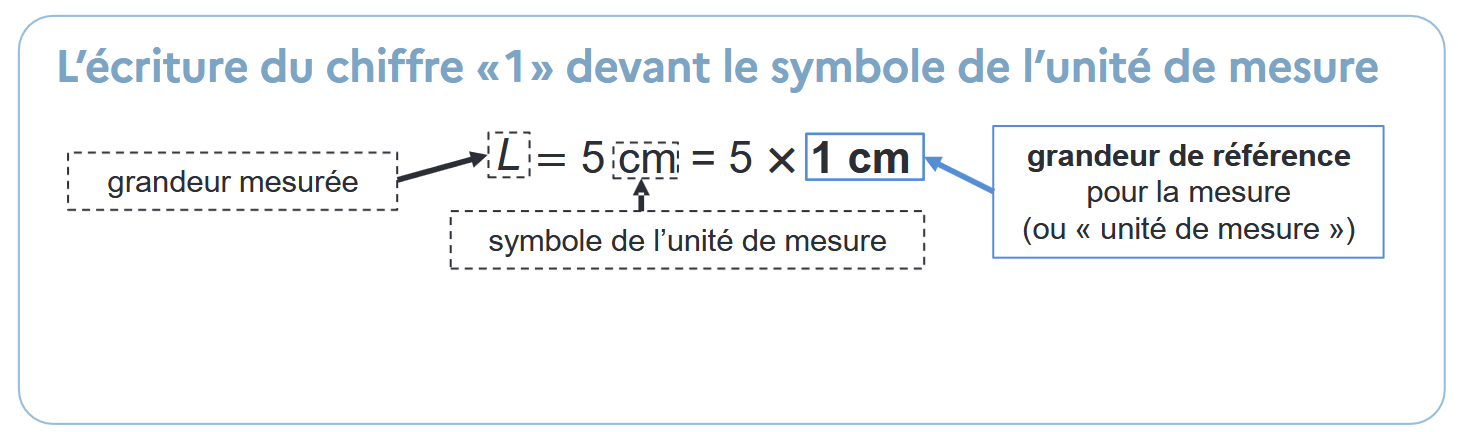 L’écriture du chiffre «1» devant le symbole de l’unité de mesure
grandeur mesurée
L = 5 cm = 5 × 1 cm
symbole de l’unité de mesure
grandeur de référence
pour la mesure
(ou « unité de mesure »)